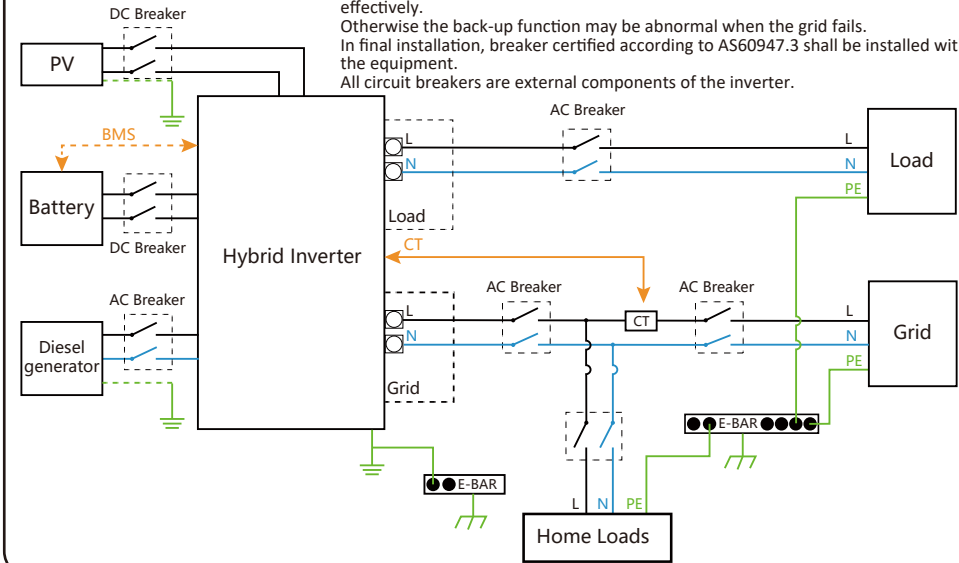 effectively.
Otherwise the back-up function may be abnormal when the grid fails.
In final installation, breaker certified according to AS60947.3 shall be installed wit
the equipment.
All circuit breakers are external components of the inverter.
DC Breaker
PV
BMS
Battery
DC Breaker
AC Breaker
Diesel
generator
Hybrid Inverter
L
N
Load
AC Breaker
L
N
PE
Load
CT
L
N
Grid
AC Breaker
CT
AC Breaker
L
N
PE
Grid
E-BAR
E-BAR
L
N
PE
Home Loads